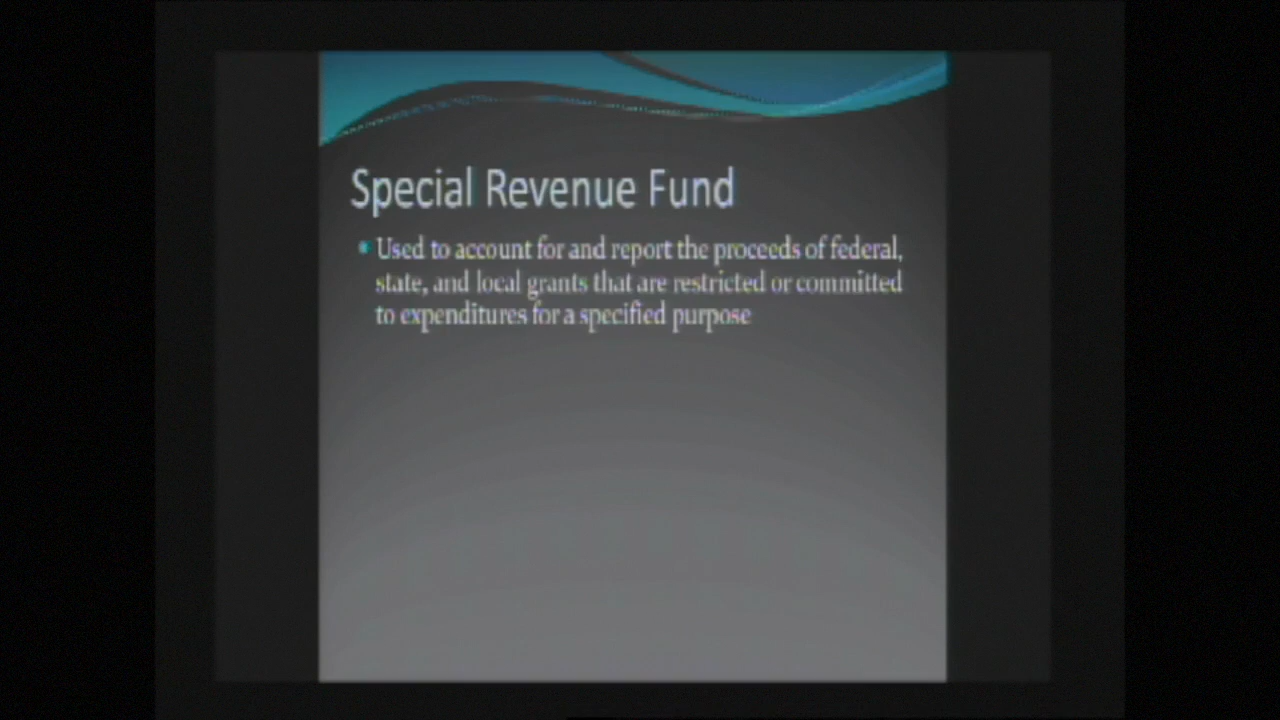 Special Revenue Fund
Used to account for and report the proceeds of federal,
state, and local grants that are restricted or committed
to expenditures for a specified purpose